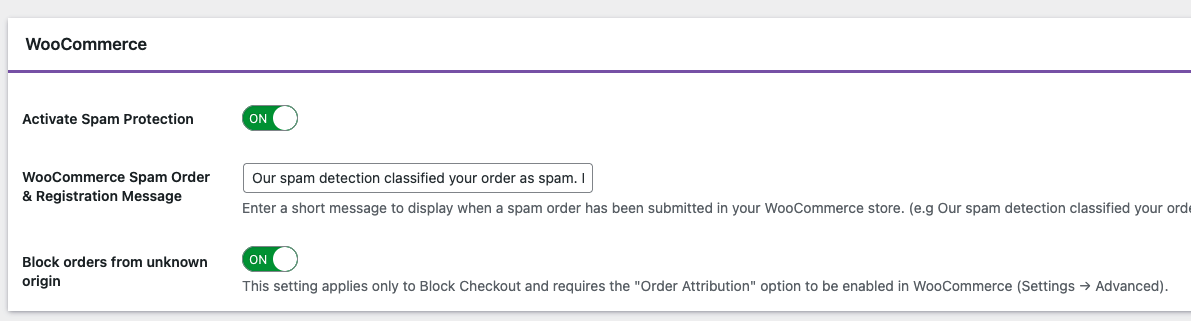 WooCommerce
Activate Spam Protection
ON
WooCommerce Spam Order
& Registration Message
Our spam detection classified your order as spam.
Enter a short message to display when a spam order has been submitted in your WooCommerce store. (e.g Our spam detection classified your
Block orders from unknown
origin
ON
This setting applies only to Block Checkout and requires the "Order Attribution" option to be enabled in WooCommerce (Settings → Advanced).